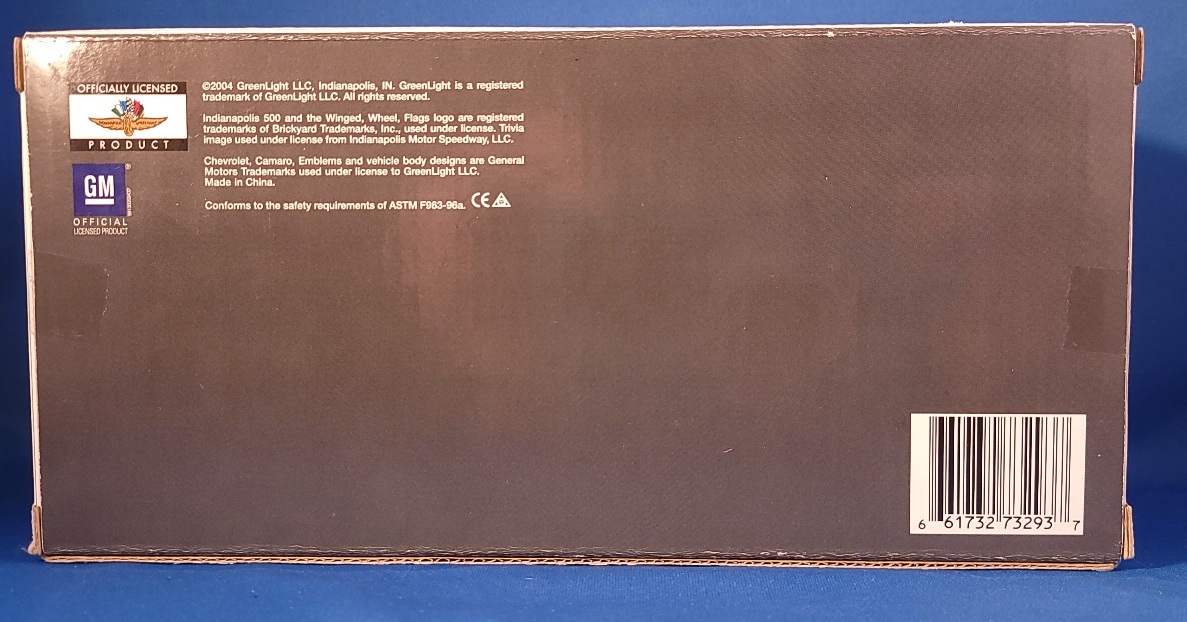 OFFICIALLY LICENSED
PRODUCT
GM
®
OFFICIAL
LICENSED PRODUCT
©2004 GreenLight LLC, Indianapolis, IN. GreenLight is a registered
trademark of GreenLight LLC. All rights reserved.
Indianapolis 500 and the Winged, Wheel, Flags logo are registered
trademarks of Brickyard Trademarks, Inc., used under license. Trivia
image used under license from Indianapolis Motor Speedway, LLC.
Chevrolet, Camaro, Emblems and vehicle body designs are General
Motors Trademarks used under license to GreenLight LLC.
Made in China.
Conforms to the safety requirements of ASTM F963-96a. CE
6 61732 73293 7